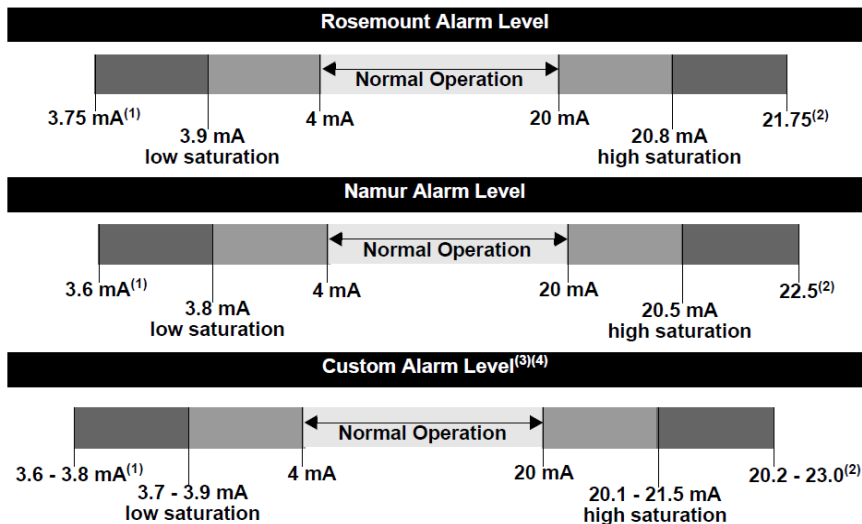 Rosemount Alarm Level
Normal Operation
3.75 mA(1)
4 mA
20 mA
21.75(2)
3.9 mA
low saturation
20.8 mA
high saturation
Namur Alarm Level
Normal Operation
3.6 mA(1)
4 mA
20 mA
22.5(2)
3.8 mA
low saturation
20.5 mA
high saturation
Custom Alarm Level(3)(4)
Normal Operation
3.6 - 3.8 mA(1)
4 mA
20 mA
20.2 - 23.0(2)
3.7 - 3.9 mA
low saturation
20.1 - 21.5 mA
high saturation